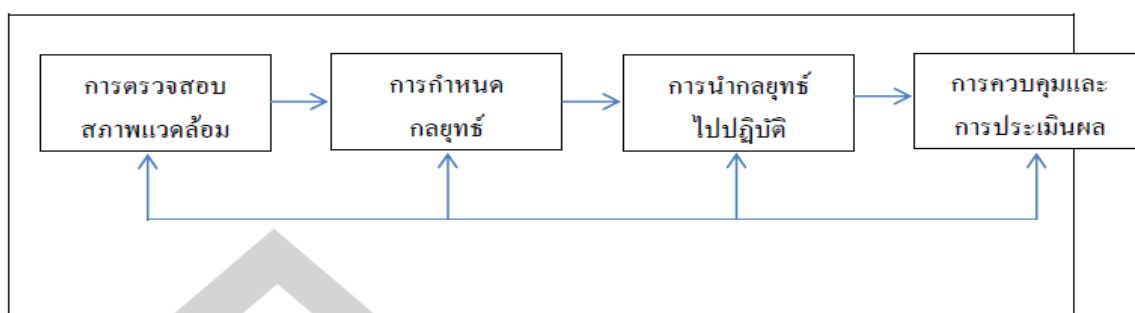 การตรวจสอบ
สภาพแวดล้อม
การกำหนด
กลยุทธ์
การนำกลยุทธ์
ไปปฏิบัติ
การควบคุมและ
การประเมินผล